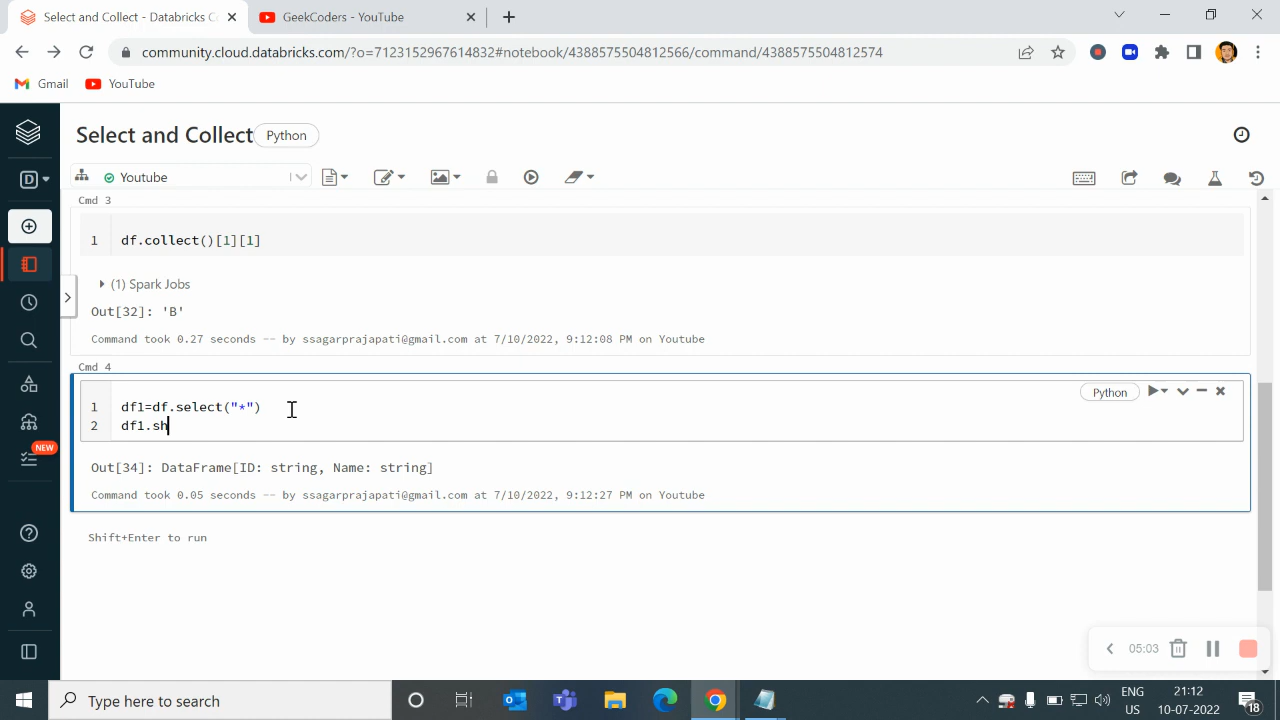 Select and Collect - Databricks C
GeekCoders - YouTube
community.cloud.databricks.com/?o=7123152967614832#notebook/4388575504812566/command/4388575504812574
Gmail
YouTube
Select and Collect
Python
D
Youtube
Cmd 3
1
df.collect()[1][1]
(1) Spark Jobs
Out[32]: 'B'
Command took 0.27 seconds -- by ssagarprajapati@gmail.com at 7/10/2022, 9:12:08 PM on Youtube
Cmd 4
Python
1 df1=df.select("*")
2 df1.sh
NEW
Out[34]: DataFrame[ID: string, Name: string]
Command took 0.05 seconds -- by ssagarprajapati@gmail.com at 7/10/2022, 9:12:27 PM on Youtube
Shift+Enter to run
05:03
Type here to search
ENG
US
21:12
10-07-2022
18